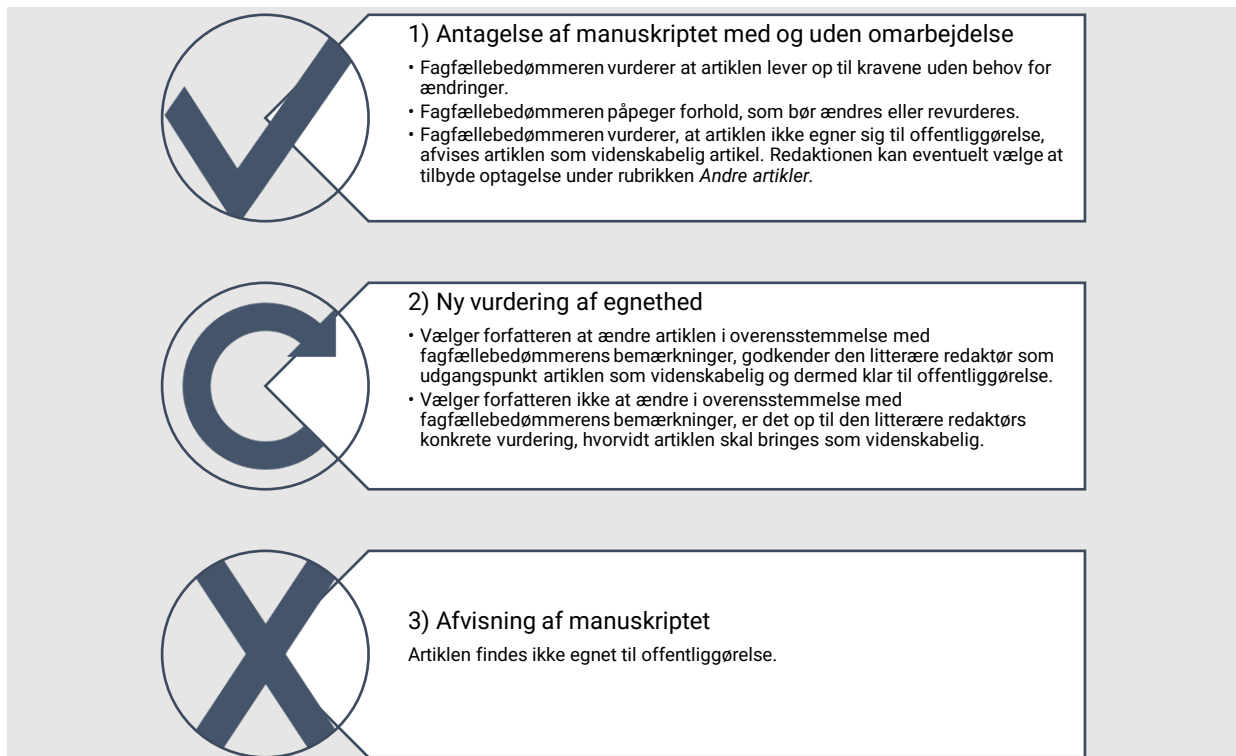 1) Antagelse af manuskriptet med og uden omarbejdelse
• Fagfællebedømmeren vurderer at artiklen lever op til kravene uden behov for
ændringer.
• Fagfællebedømmeren påpeger forhold, som bør ændres eller revurderes.
• Fagfællebedømmeren vurderer, at artiklen ikke egner sig til offentliggørelse,
afvises artiklen som videnskabelig artikel. Redaktionen kan eventuelt vælge at
tilbyde optagelse under rubrikken Andre artikler.
2) Ny vurdering af egnethed
• Vælger forfatteren at ændre artiklen i overensstemmelse med
fagfællebedømmerens bemærkninger, godkender den litterære redaktør som
udgangspunkt artiklen som videnskabelig og dermed klar til offentliggørelse.
• Vælger forfatteren ikke at ændre i overensstemmelse med
fagfællebedømmerens bemærkninger, er det op til den litterære redaktørs
konkrete vurdering, hvorvidt artiklen skal bringes som videnskabelig.
3) Afvisning af manuskriptet
Artiklen findes ikke egnet til offentliggørelse.